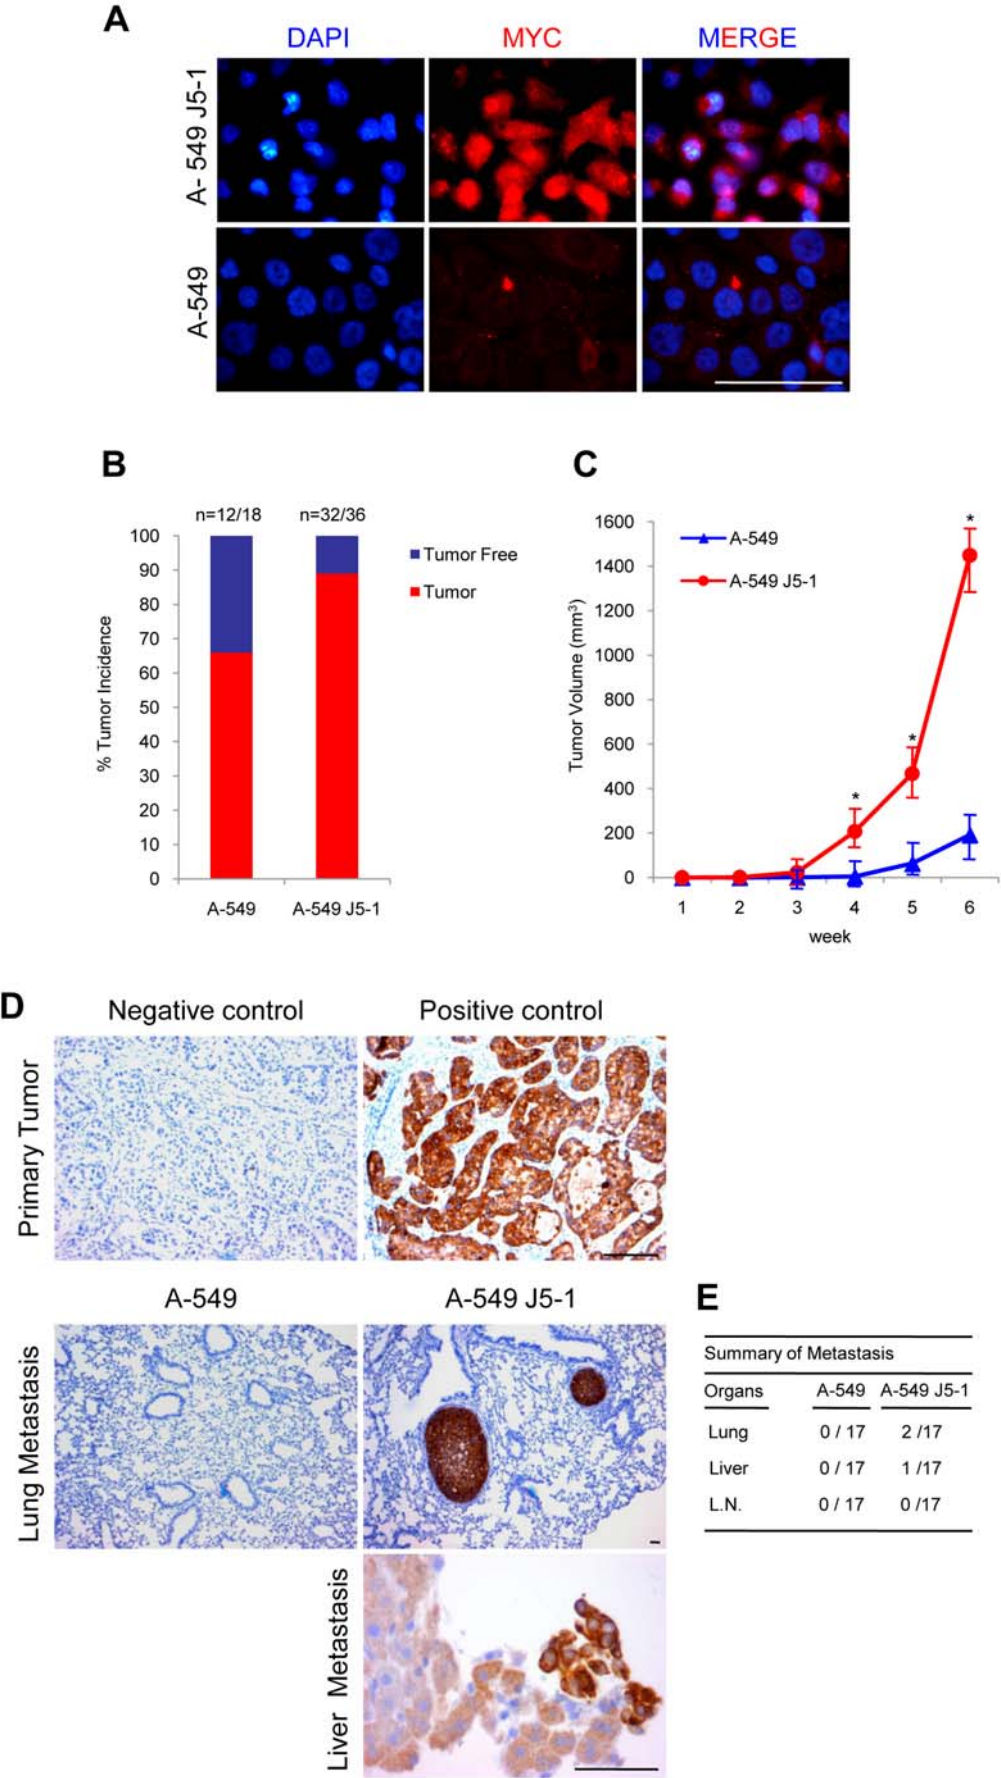 A
DAPI MYC MERGE
A- 549 J5-1
A-549
B
n=12/18 n=32/36
100
90
80
70
60
50
40
30
20
10
0
% Tumor Incidence
A-549 A-549 J5-1
Tumor Free
Tumor
C
1600
1400
1200
1000
800
600
400
200
0
Tumor Volume (mm³)
A-549
A-549 J5-1
*
*
*
1 2 3 4 5 6
week
D
Negative control Positive control
Primary Tumor
A-549 A-549 J5-1
Lung Metastasis
Liver Metastasis
E
Summary of Metastasis
Organs A-549 A-549 J5-1
Lung 0 / 17 2 /17
Liver 0 / 17 1 /17
L.N. 0 / 17 0 /17